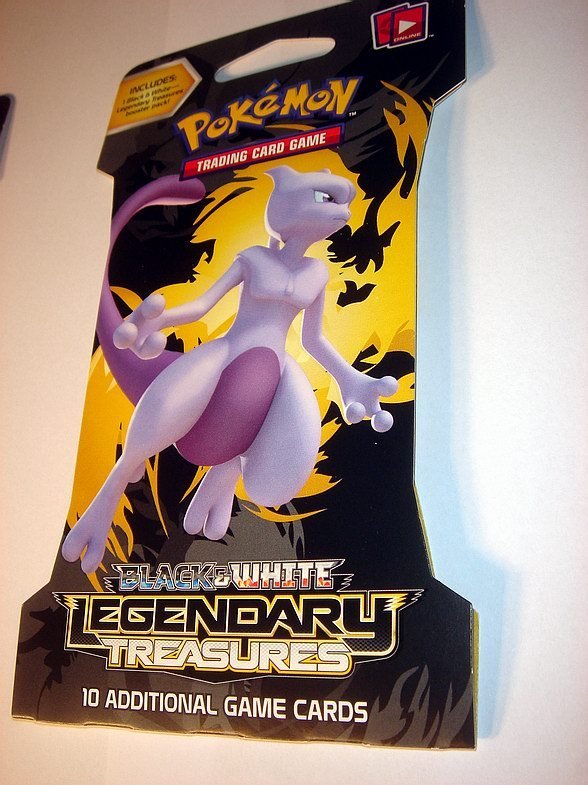 INCLUDES:
1 Black & White—
Legendary Treasures
booster pack!
ONLINE
POKéMON
TRADING CARD GAME
BLACK&WHITE
LEGENDARY
TREASURES
10 ADDITIONAL GAME CARDS